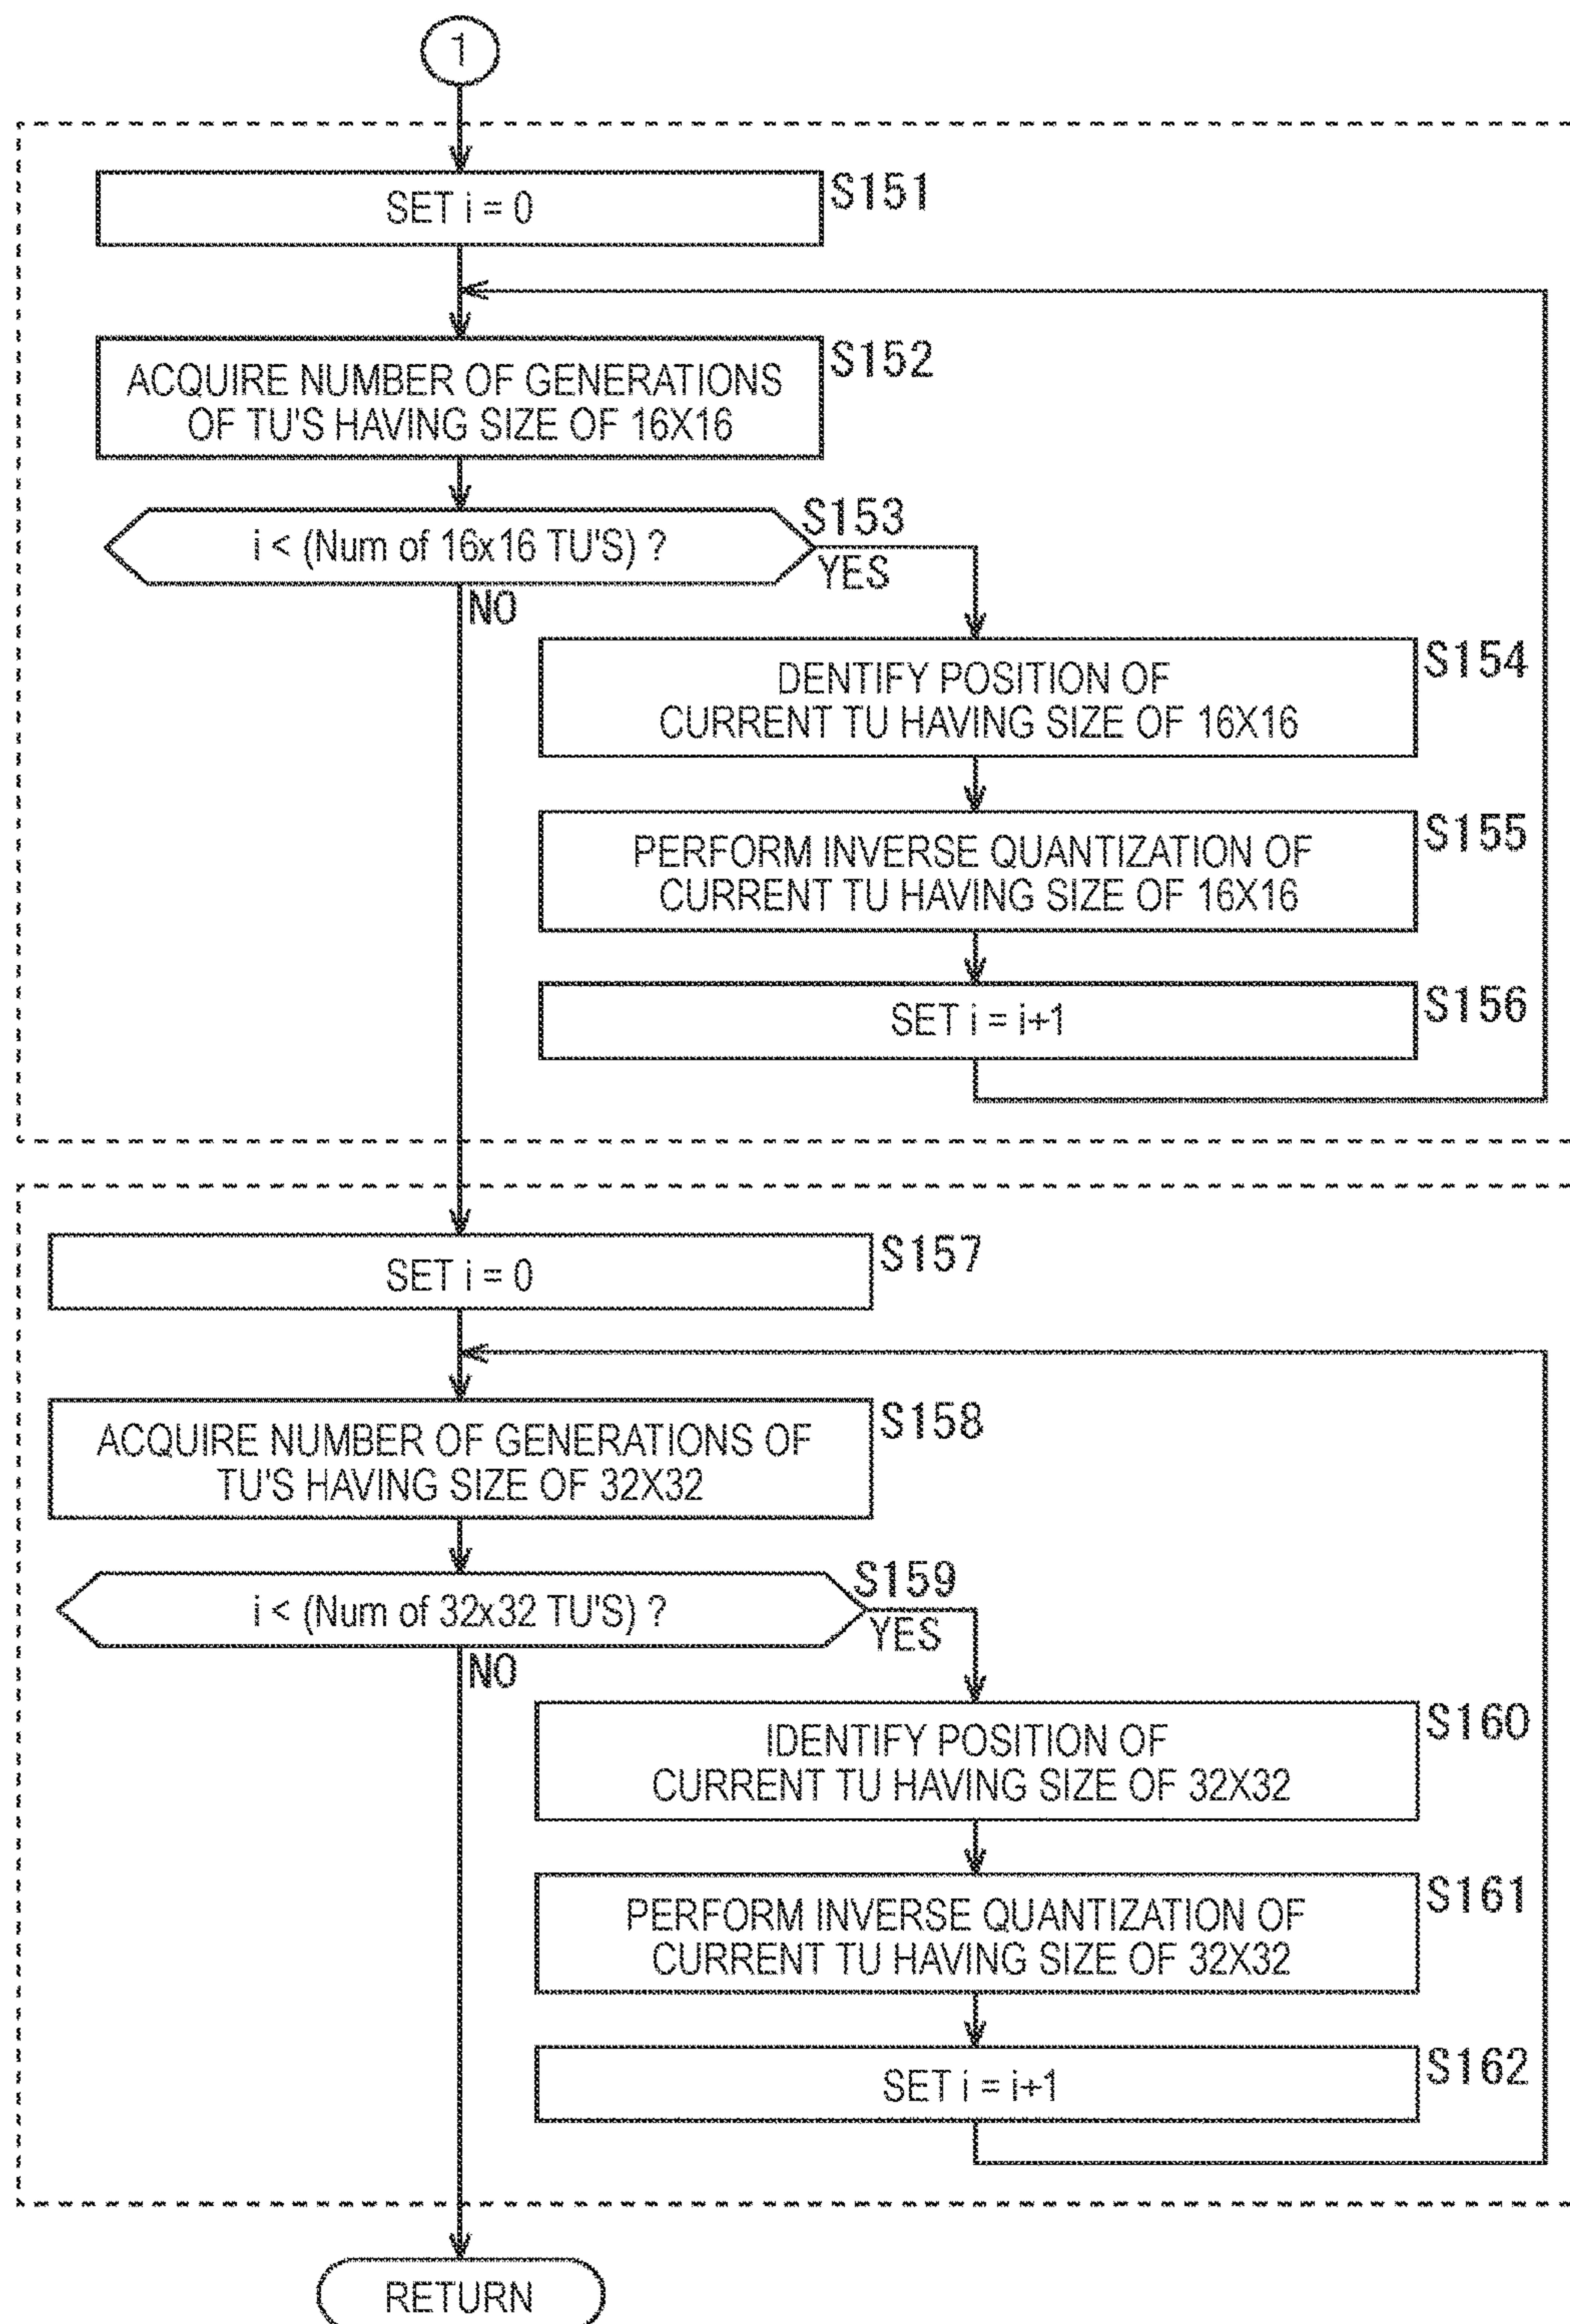 1
SET i = 0
S151
ACQUIRE NUMBER OF GENERATIONS
OF TU'S HAVING SIZE OF 16X16
S152
i < (Num of 16x16 TU'S) ?
S153
YES
NO
DENTIFY POSITION OF
CURRENT TU HAVING SIZE OF 16X16
S154
PERFORM INVERSE QUANTIZATION OF
CURRENT TU HAVING SIZE OF 16X16
S155
SET i = i+1
S156
SET i = 0
S157
ACQUIRE NUMBER OF GENERATIONS OF
TU'S HAVING SIZE OF 32X32
S158
i < (Num of 32x32 TU'S) ?
S159
YES
NO
IDENTIFY POSITION OF
CURRENT TU HAVING SIZE OF 32X32
S160
PERFORM INVERSE QUANTIZATION OF
CURRENT TU HAVING SIZE OF 32X32
S161
SET i = i+1
S162
RETURN